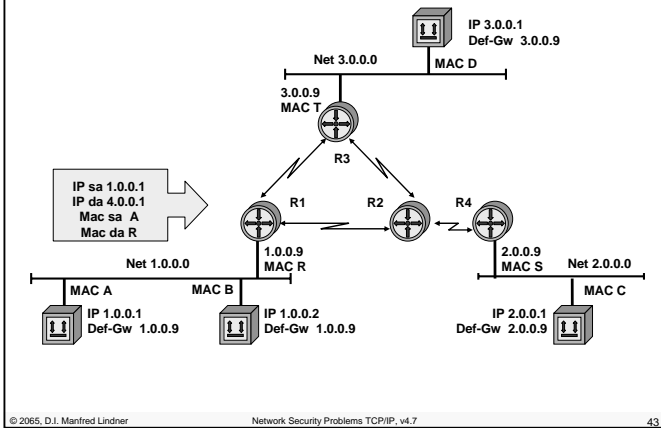 IP 3.0.0.1
Def-Gw 3.0.0.9
Net 3.0.0.0
MAC D
3.0.0.9
MAC T
R3
IP sa 1.0.0.1
IP da 4.0.0.1
Mac sa A
Mac da R
R1
R2
R4
1.0.0.9
MAC R
2.0.0.9
MAC S
Net 1.0.0.0
Net 2.0.0.0
MAC A
MAC B
MAC C
IP 1.0.0.1
Def-Gw 1.0.0.9
IP 1.0.0.2
Def-Gw 1.0.0.9
IP 2.0.0.1
Def-Gw 2.0.0.9
© 2065, D.I. Manfred Lindner
Network Security Problems TCP/IP, v4.7
43